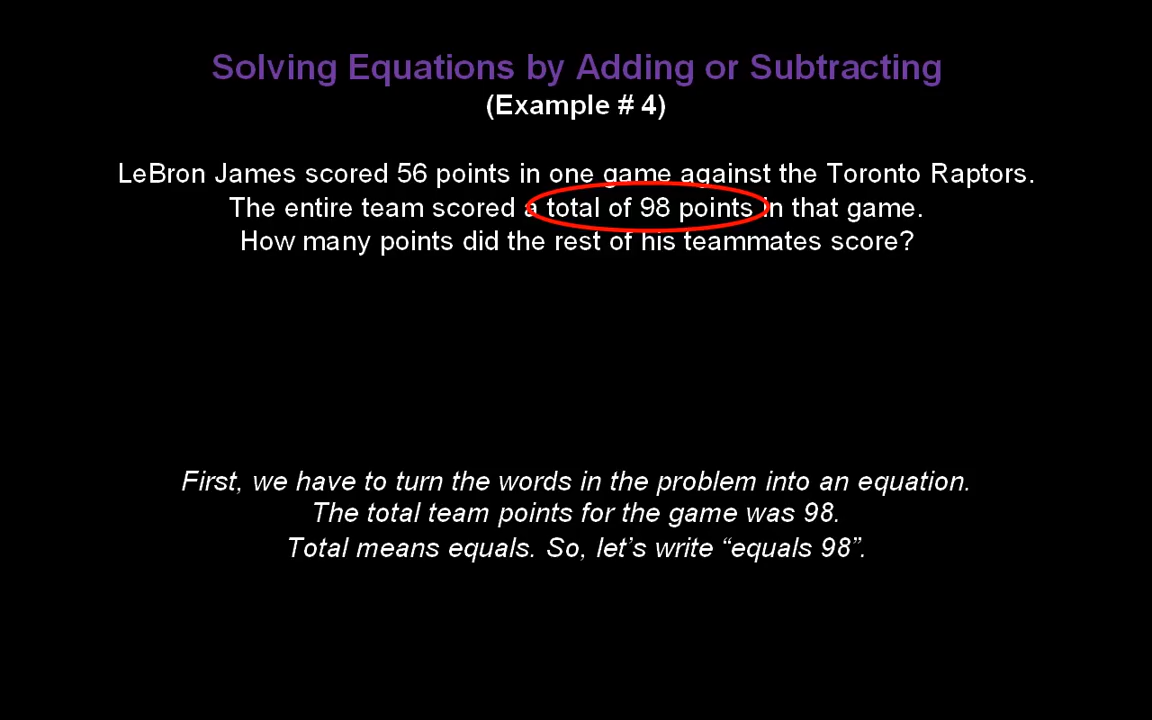 Solving Equations by Adding or Subtracting
(Example # 4)
LeBron James scored 56 points in one game against the Toronto Raptors.
The entire team scored a total of 98 points in that game.
How many points did the rest of his teammates score?
First, we have to turn the words in the problem into an equation.
The total team points for the game was 98.
Total means equals. So, let’s write “equals 98”.